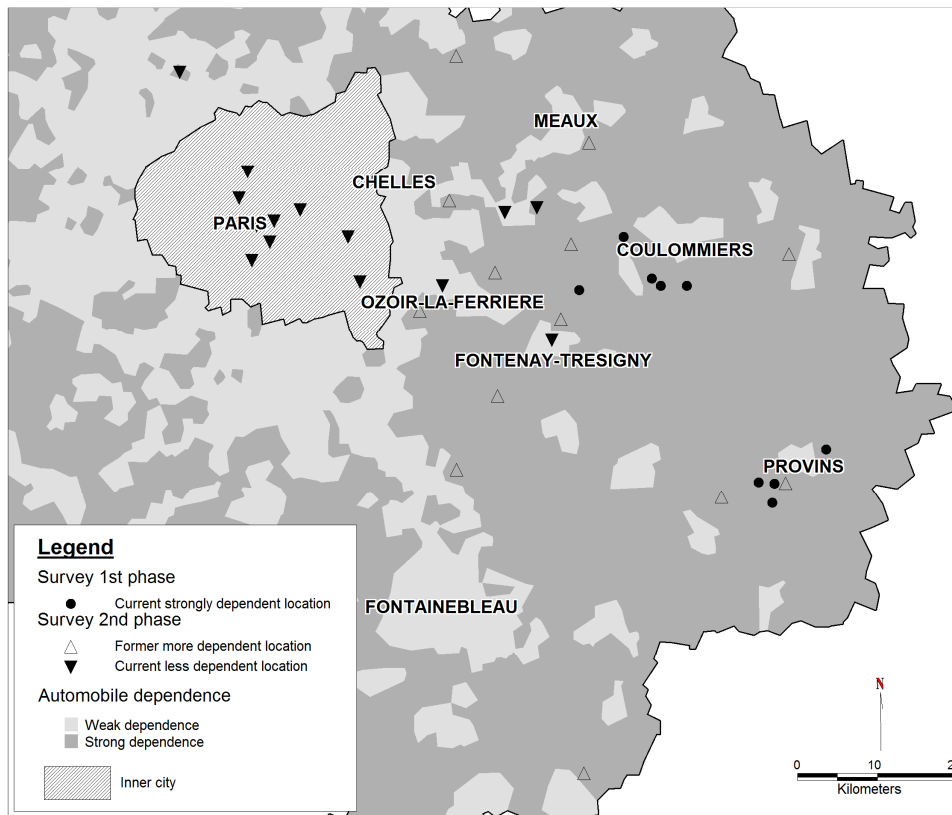 MEAUX
CHELLES
PARIS
COULOMMIERS
OZOIR-LA-FERRIERE
FONTENAY-TRESIGNY
PROVINS
FONTAINEBLEAU
Legend
Survey 1st phase
Current strongly dependent location
Survey 2nd phase
Former more dependent location
Current less dependent location
Automobile dependence
Weak dependence
Strong dependence
Inner city
N
0 10 2
Kilometers